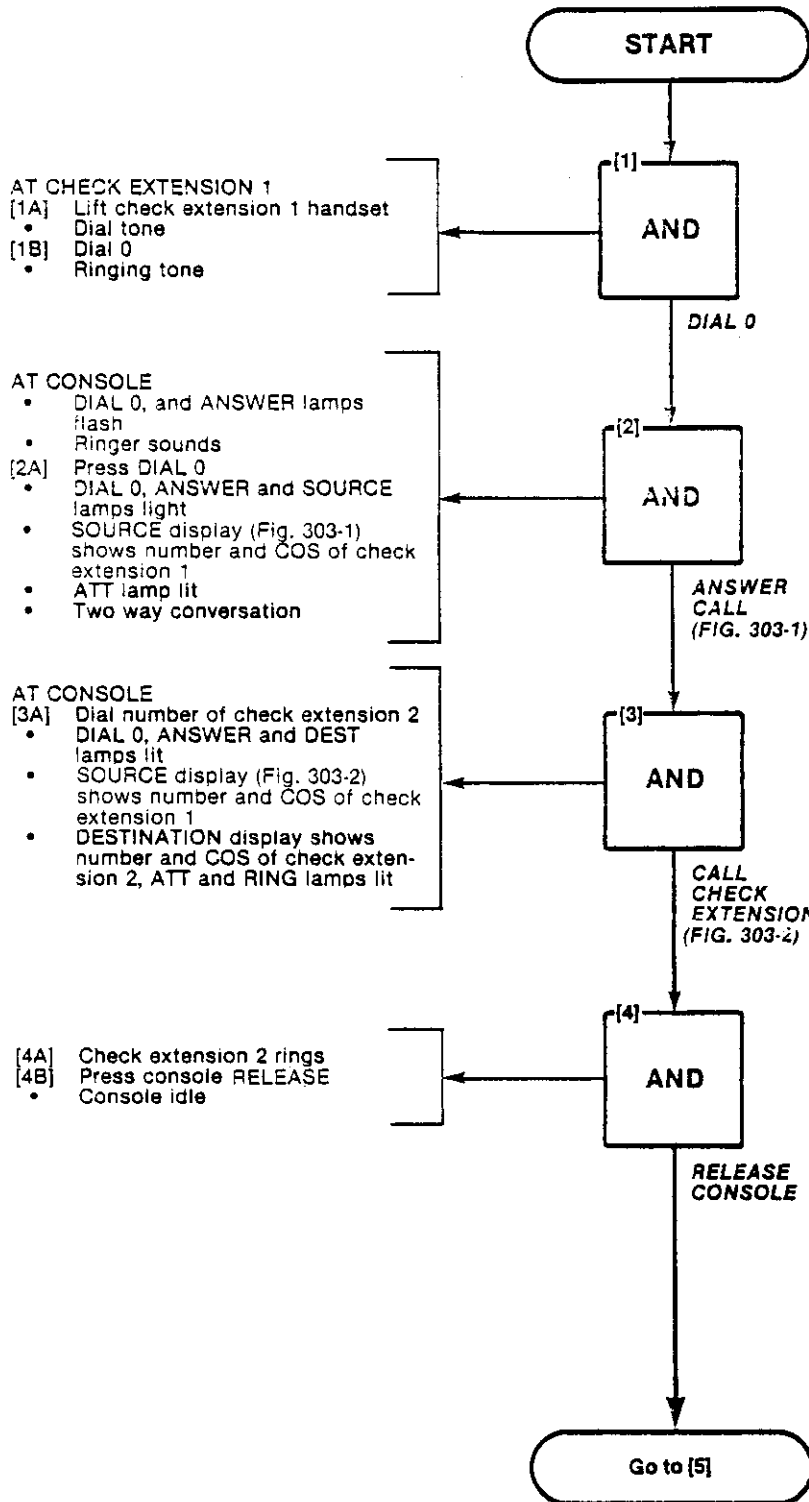 START
AT CHECK EXTENSION 1
[1A] Lift check extension 1 handset
• Dial tone
[1B] Dial 0
• Ringing tone
[1]
AND
DIAL 0
AT CONSOLE
• DIAL 0, and ANSWER lamps
flash
• Ringer sounds
[2A] Press DIAL 0
• DIAL 0, ANSWER and SOURCE
lamps light
• SOURCE display (Fig. 303-1)
shows number and COS of check
extension 1
• ATT lamp lit
• Two way conversation
[2]
AND
ANSWER
CALL
(FIG. 303-1)
AT CONSOLE
[3A] Dial number of check extension 2
• DIAL 0, ANSWER and DEST
lamps lit
• SOURCE display (Fig. 303-2)
shows number and COS of check
extension 1
• DESTINATION display shows
number and COS of check exten-
sion 2, ATT and RING lamps lit
[3]
AND
CALL
CHECK
EXTENSION
(FIG. 303-2)
[4A] Check extension 2 rings
[4B] Press console RELEASE
• Console idle
[4]
AND
RELEASE
CONSOLE
Go to [5]